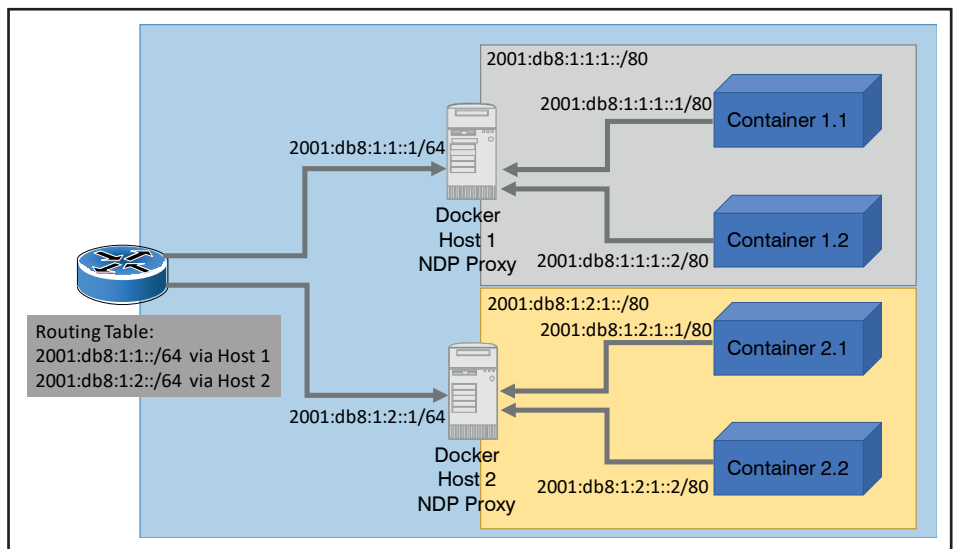 2001:db8:1:1:1::/80
2001:db8:1:1:1::1/80
Container 1.1
2001:db8:1:1::1/64
Docker
Host 1
NDP Proxy
Container 1.2
2001:db8:1:1:1::2/80
Routing Table:
2001:db8:1:1::/64 via Host 1
2001:db8:1:2::/64 via Host 2
2001:db8:1:2:1::/80
2001:db8:1:2:1::1/80
Container 2.1
2001:db8:1:2::1/64
Docker
Host 2
NDP Proxy
Container 2.2
2001:db8:1:2:1::2/80